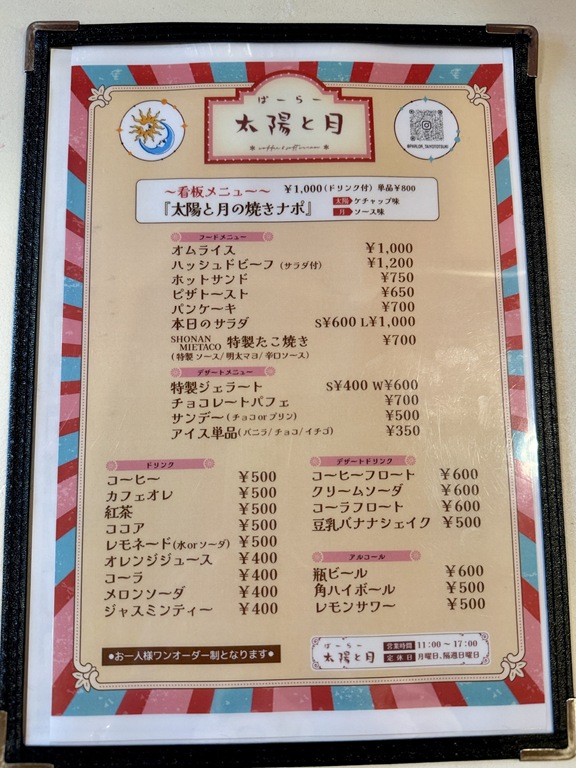 ぱーらー
太陽と月
coffee & soft cream
@PARLOR_TAIYOTOTSUKI
～看板メニュー～ ¥1,000(ドリンク付) 単品¥800
『太陽と月の焼きナポ』 太陽 ケチャップ味
月 ソース味
フードメニュー
オムライス ¥1,000
ハッシュドビーフ (サラダ付) ¥1,200
ホットサンド ¥750
ピザトースト ¥650
パンケーキ ¥700
本日のサラダ S¥600 L¥1,000
SHONAN MIETACO 特製たこ焼き ¥700
(特製ソース/明太マヨ/辛口ソース)
デザートメニュー
特製ジェラート S¥400 W¥600
チョコレートパフェ ¥700
サンデー(チョコorプリン) ¥500
アイス単品(バニラ/チョコ/イチゴ) ¥350
ドリンク
コーヒー ¥500
カフェオレ ¥500
紅茶 ¥500
ココア ¥500
レモネード(水orソーダ) ¥500
オレンジジュース ¥400
コーラ ¥400
メロンソーダ ¥400
ジャスミンティー ¥400
デザートドリンク
コーヒーフロート ¥600
クリームソーダ ¥600
コーラフロート ¥600
豆乳バナナシェイク ¥500
アルコール
瓶ビール ¥600
角ハイボール ¥500
レモンサワー ¥500
●お一人様ワンオーダー制となります●
ぱーらー
太陽と月
営業時間 11:00～17:00
定休日 月曜日、隔週日曜日